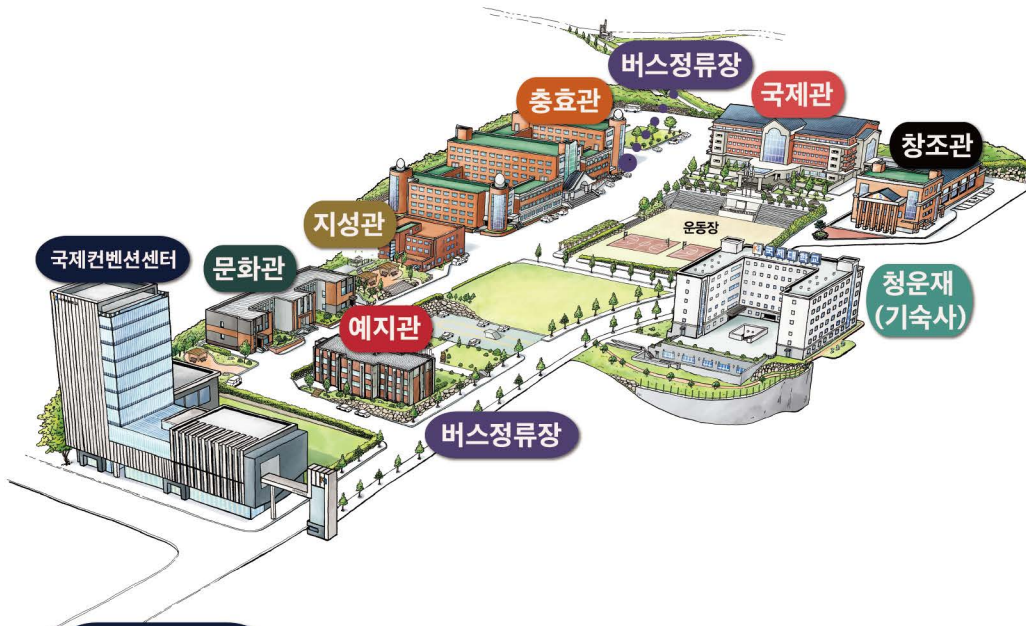 버스정류장
충효관
국제관
창조관
지성관
운동장
국제컨벤션센터
문화관
청운재
(기숙사)
예지관
버스정류장